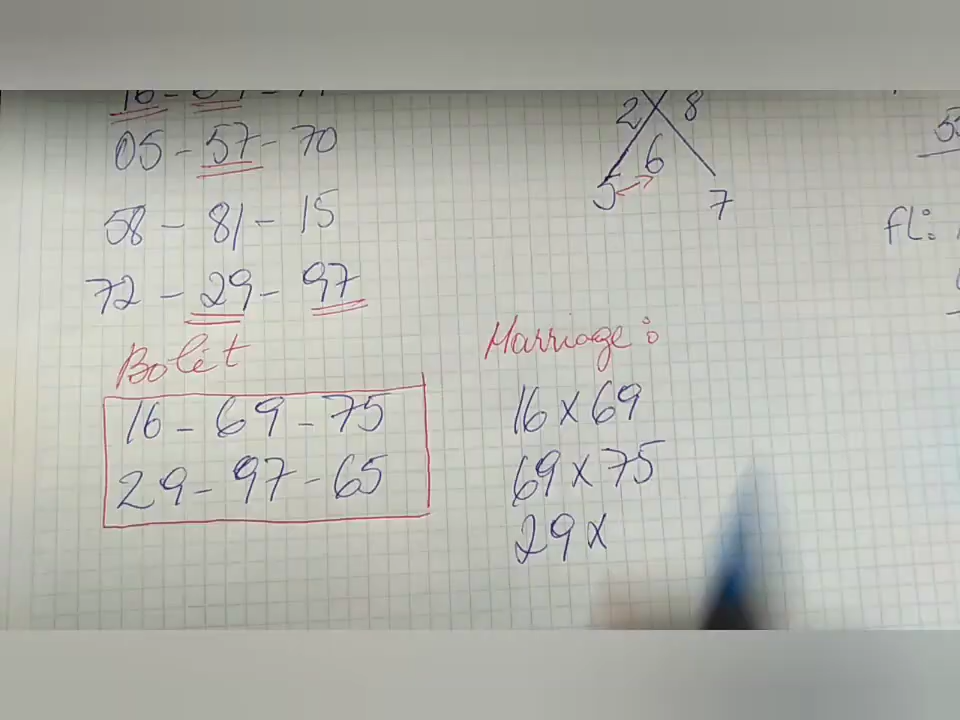 05 - 57 - 70
58 - 81 - 15
72 - 29 - 97
Bolèt
16 - 69 - 75
29 - 97 - 65
2 8
6
5 7
Marriage:
16 x 69
69 x 75
29 x
fL: